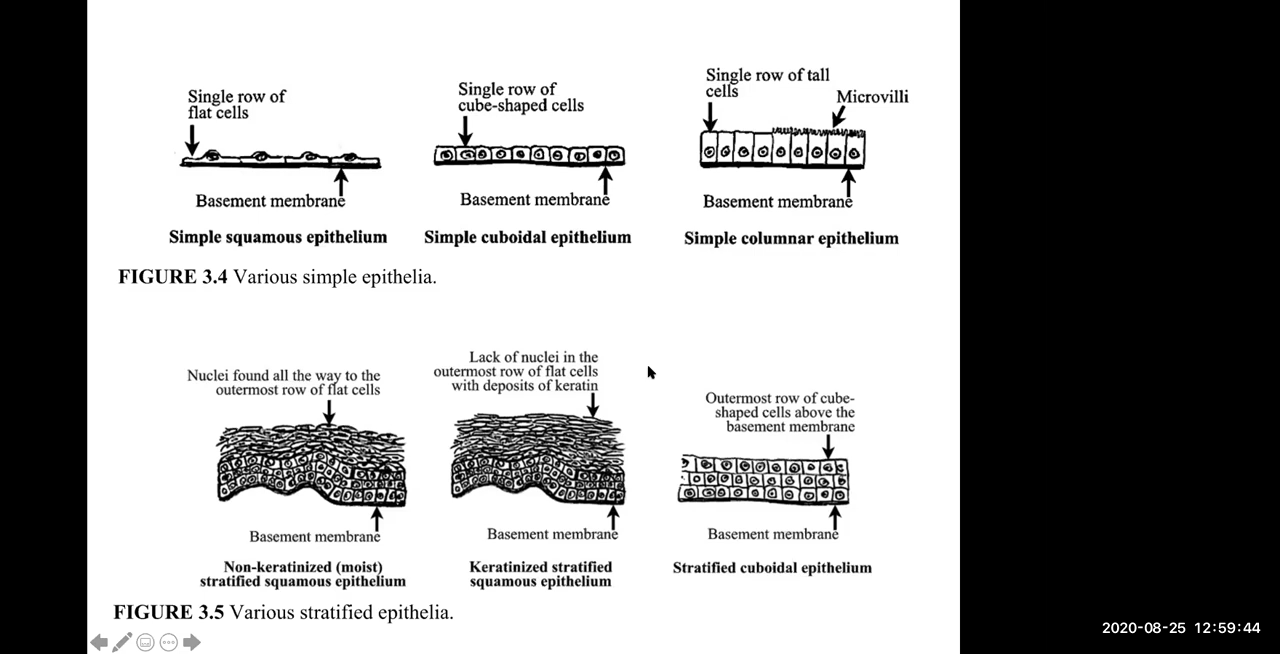 Single row of
flat cells
Basement membrane
Simple squamous epithelium
Single row of
cube-shaped cells
Basement membrane
Simple cuboidal epithelium
Single row of tall
cells
Microvilli
Basement membrane
Simple columnar epithelium
FIGURE 3.4 Various simple epithelia.
Nuclei found all the way to the
outermost row of flat cells
Basement membrane
Non-keratinized (moist)
stratified squamous epithelium
Lack of nuclei in the
outermost row of flat cells
with deposits of keratin
Basement membrane
Keratinized stratified
squamous epithelium
Outermost row of cube-
shaped cells above the
basement membrane
Basement membrane
Stratified cuboidal epithelium
FIGURE 3.5 Various stratified epithelia.
2020-08-25 12:59:44